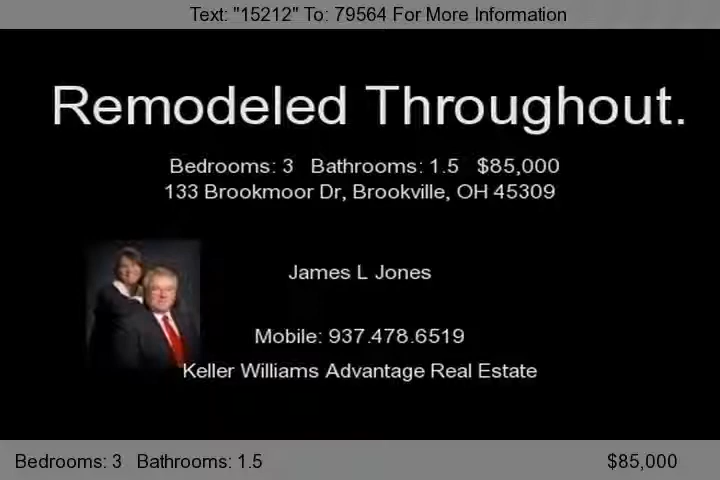 Text: "15212" To: 79564 For More Information
Remodeled Throughout.
Bedrooms: 3 Bathrooms: 1.5 $85,000
133 Brookmoor Dr, Brookville, OH 45309
James L Jones
Mobile: 937.478.6519
Keller Williams Advantage Real Estate
Bedrooms: 3 Bathrooms: 1.5 $85,000